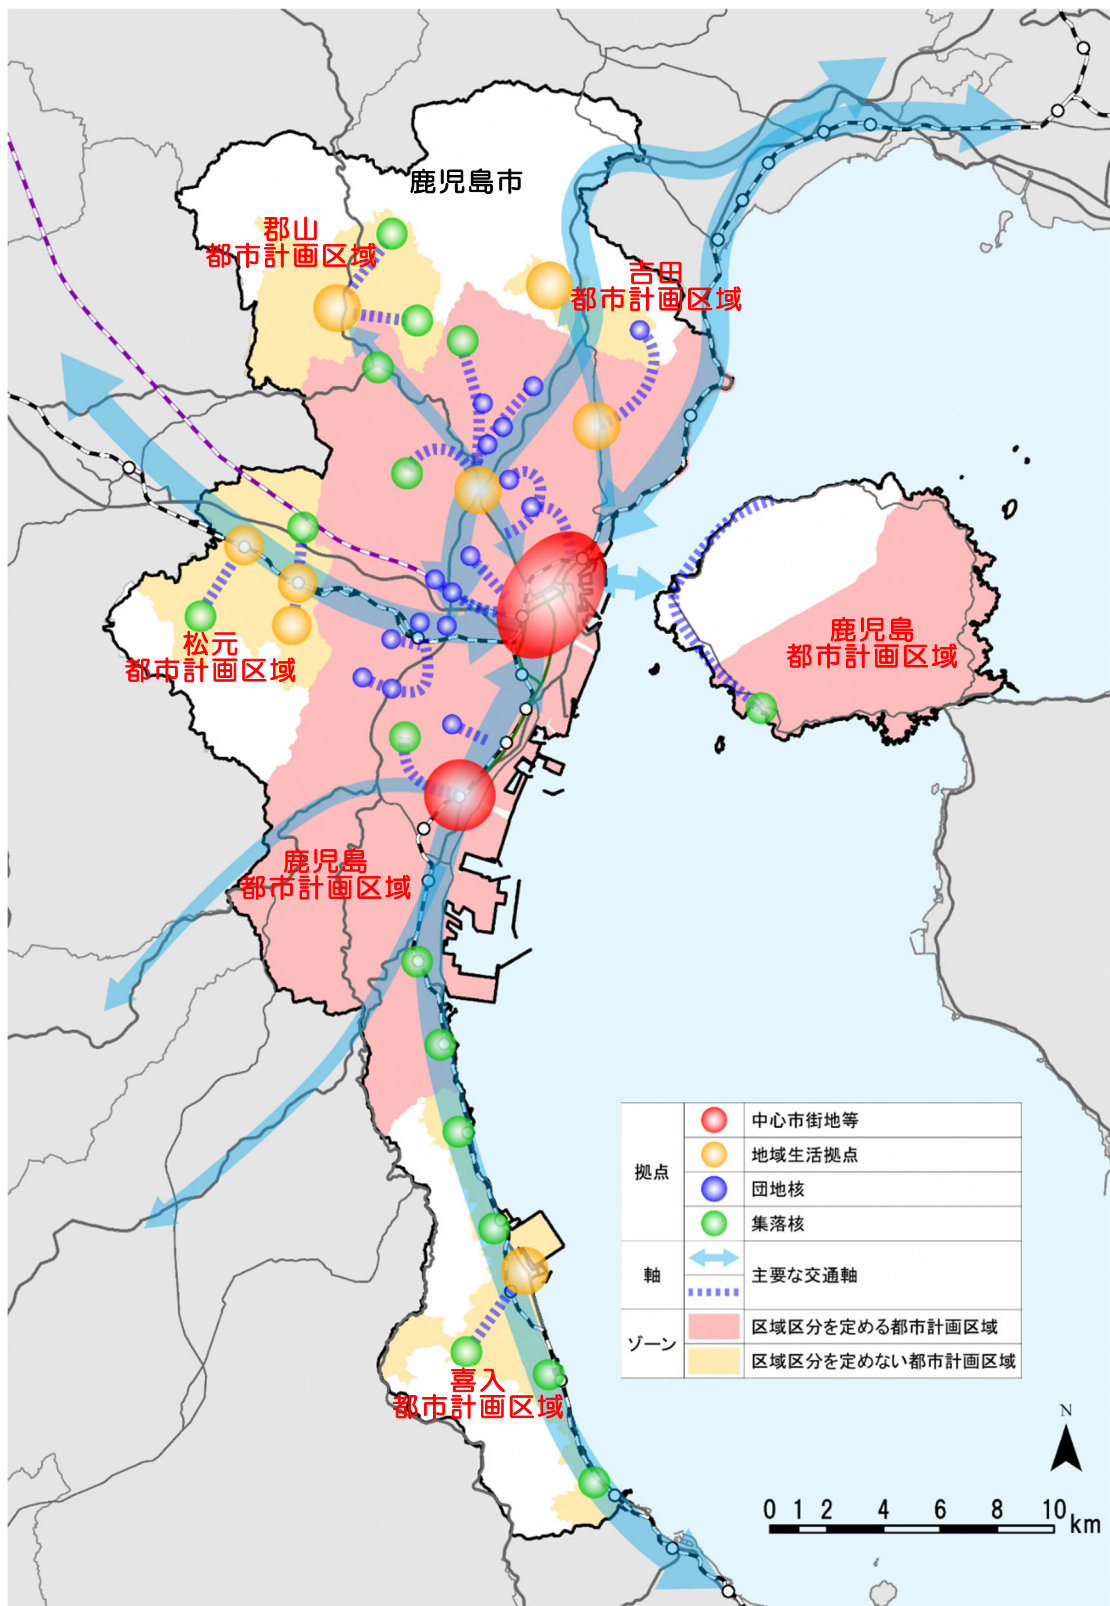 鹿児島市
郡山
都市計画区域
吉田
都市計画区域
松元
都市計画区域
鹿児島
都市計画区域
鹿児島
都市計画区域
喜入
都市計画区域
拠点
中心市街地等
地域生活拠点
団地核
集落核
軸
主要な交通軸
ゾーン
区域区分を定める都市計画区域
区域区分を定めない都市計画区域
N
0 1 2 4 6 8 10 km